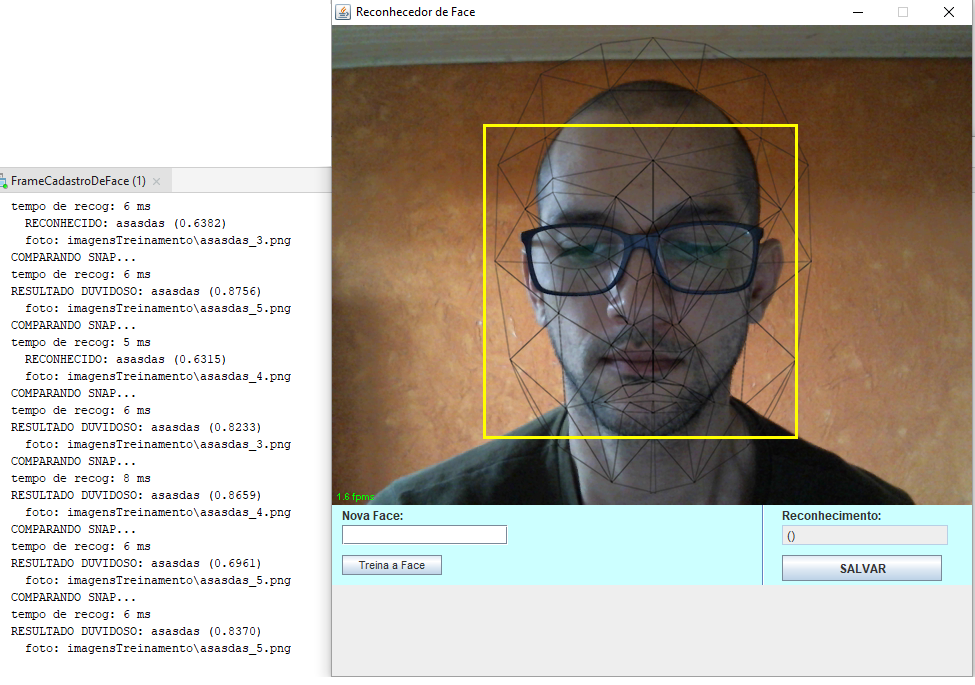 Reconhecedor de Face
FrameCadastroDeFace (1)
tempo de recog: 6 ms
RECONHECIDO: asasdas (0.6382)
foto: imagensTreinamento\asasdas_3.png
COMPARANDO SNAP...
tempo de recog: 6 ms
RESULTADO DUVIDOSO: asasdas (0.8756)
foto: imagensTreinamento\asasdas_5.png
COMPARANDO SNAP...
tempo de recog: 5 ms
RECONHECIDO: asasdas (0.6315)
foto: imagensTreinamento\asasdas_4.png
COMPARANDO SNAP...
tempo de recog: 6 ms
RESULTADO DUVIDOSO: asasdas (0.8233)
foto: imagensTreinamento\asasdas_3.png
COMPARANDO SNAP...
tempo de recog: 8 ms
RESULTADO DUVIDOSO: asasdas (0.8659)
foto: imagensTreinamento\asasdas_4.png
COMPARANDO SNAP...
tempo de recog: 6 ms
RESULTADO DUVIDOSO: asasdas (0.6961)
foto: imagensTreinamento\asasdas_5.png
COMPARANDO SNAP...
tempo de recog: 6 ms
RESULTADO DUVIDOSO: asasdas (0.8370)
foto: imagensTreinamento\asasdas_5.png
1.6 fpms
Nova Face:
Treina a Face
Reconhecimento:
()
SALVAR